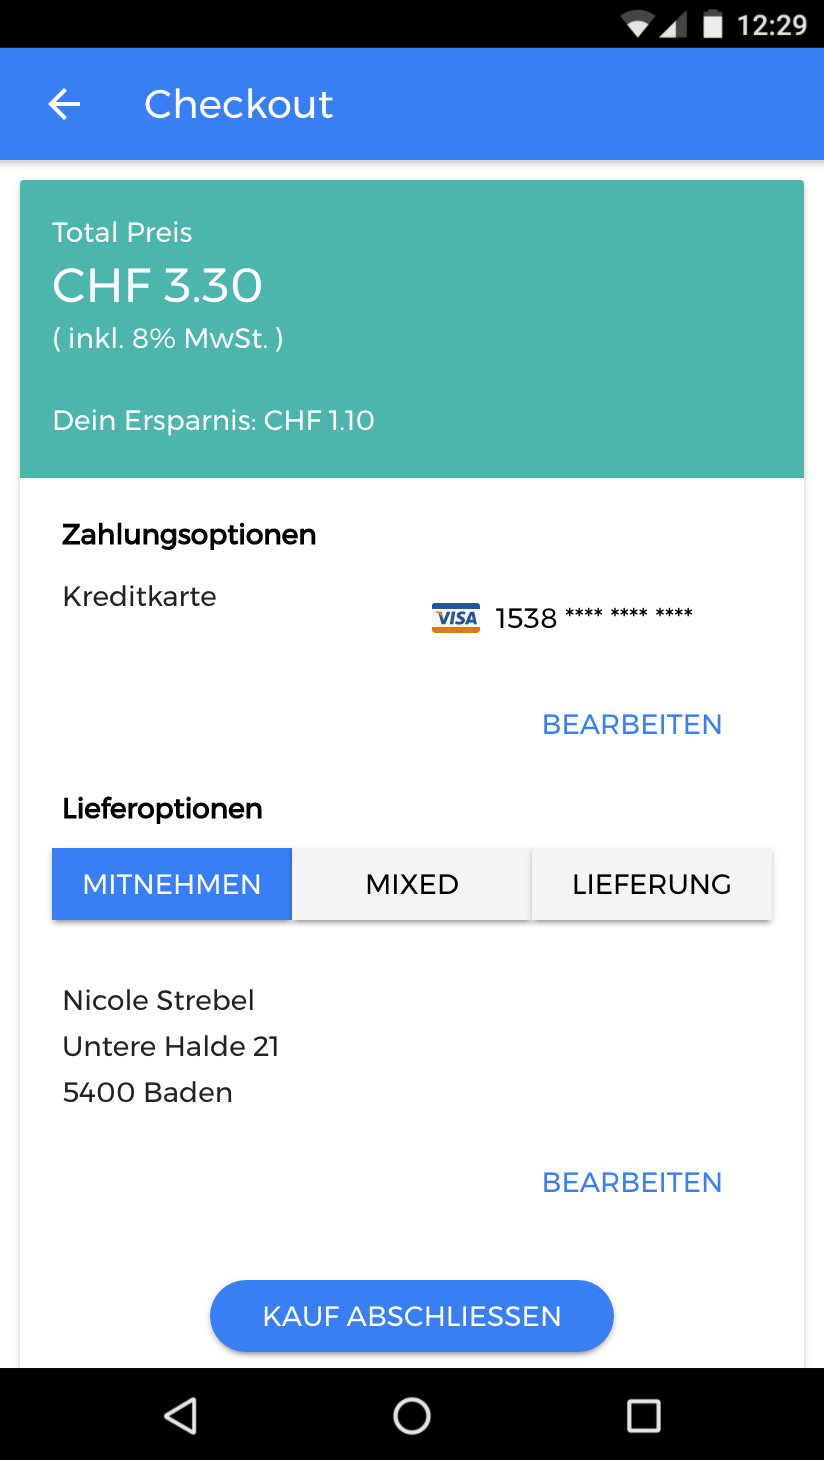 12:29
Checkout
Total Preis
CHF 3.30
( inkl. 8% MwSt. )
Dein Ersparnis: CHF 1.10
Zahlungsoptionen
Kreditkarte
VISA 1538 **** **** ****
BEARBEITEN
Lieferoptionen
MITNEHMEN MIXED LIEFERUNG
Nicole Strebel
Untere Halde 21
5400 Baden
BEARBEITEN
KAUF ABSCHLIESSEN